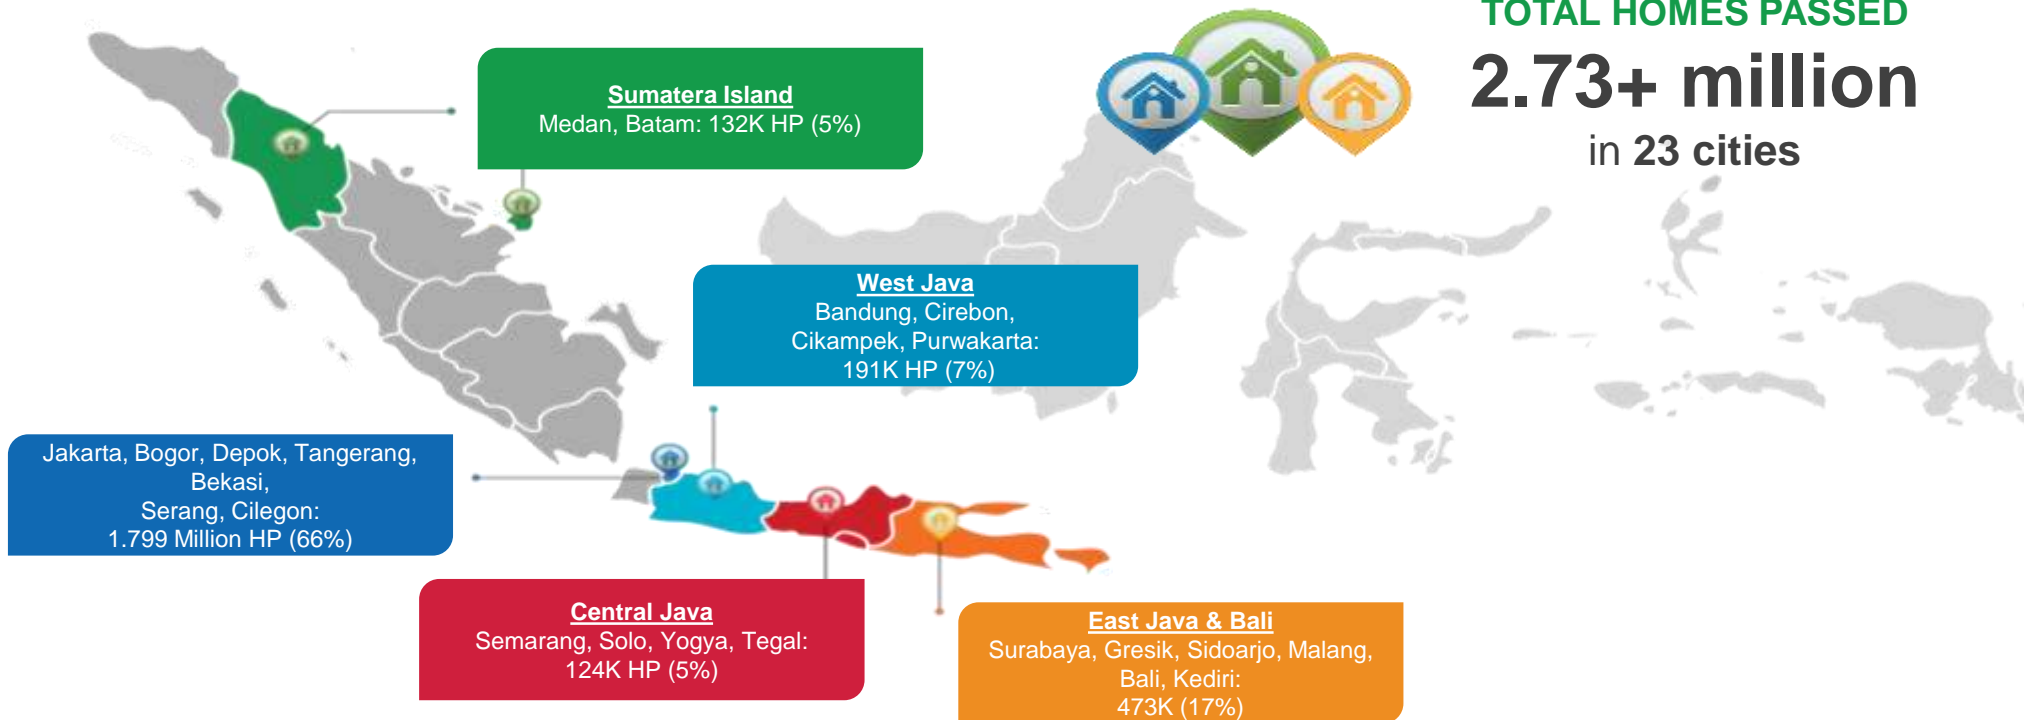 TOTAL HOMES PASSED
2.73+ million
in 23 cities
Sumatera Island
Medan, Batam: 132K HP (5%)
West Java
Bandung, Cirebon,
Cikampek, Purwakarta:
191K HP (7%)
Jakarta, Bogor, Depok, Tangerang,
Bekasi,
Serang, Cilegon:
1.799 Million HP (66%)
Central Java
Semarang, Solo, Yogya, Tegal:
124K HP (5%)
East Java & Bali
Surabaya, Gresik, Sidoarjo, Malang,
Bali, Kediri:
473K (17%)